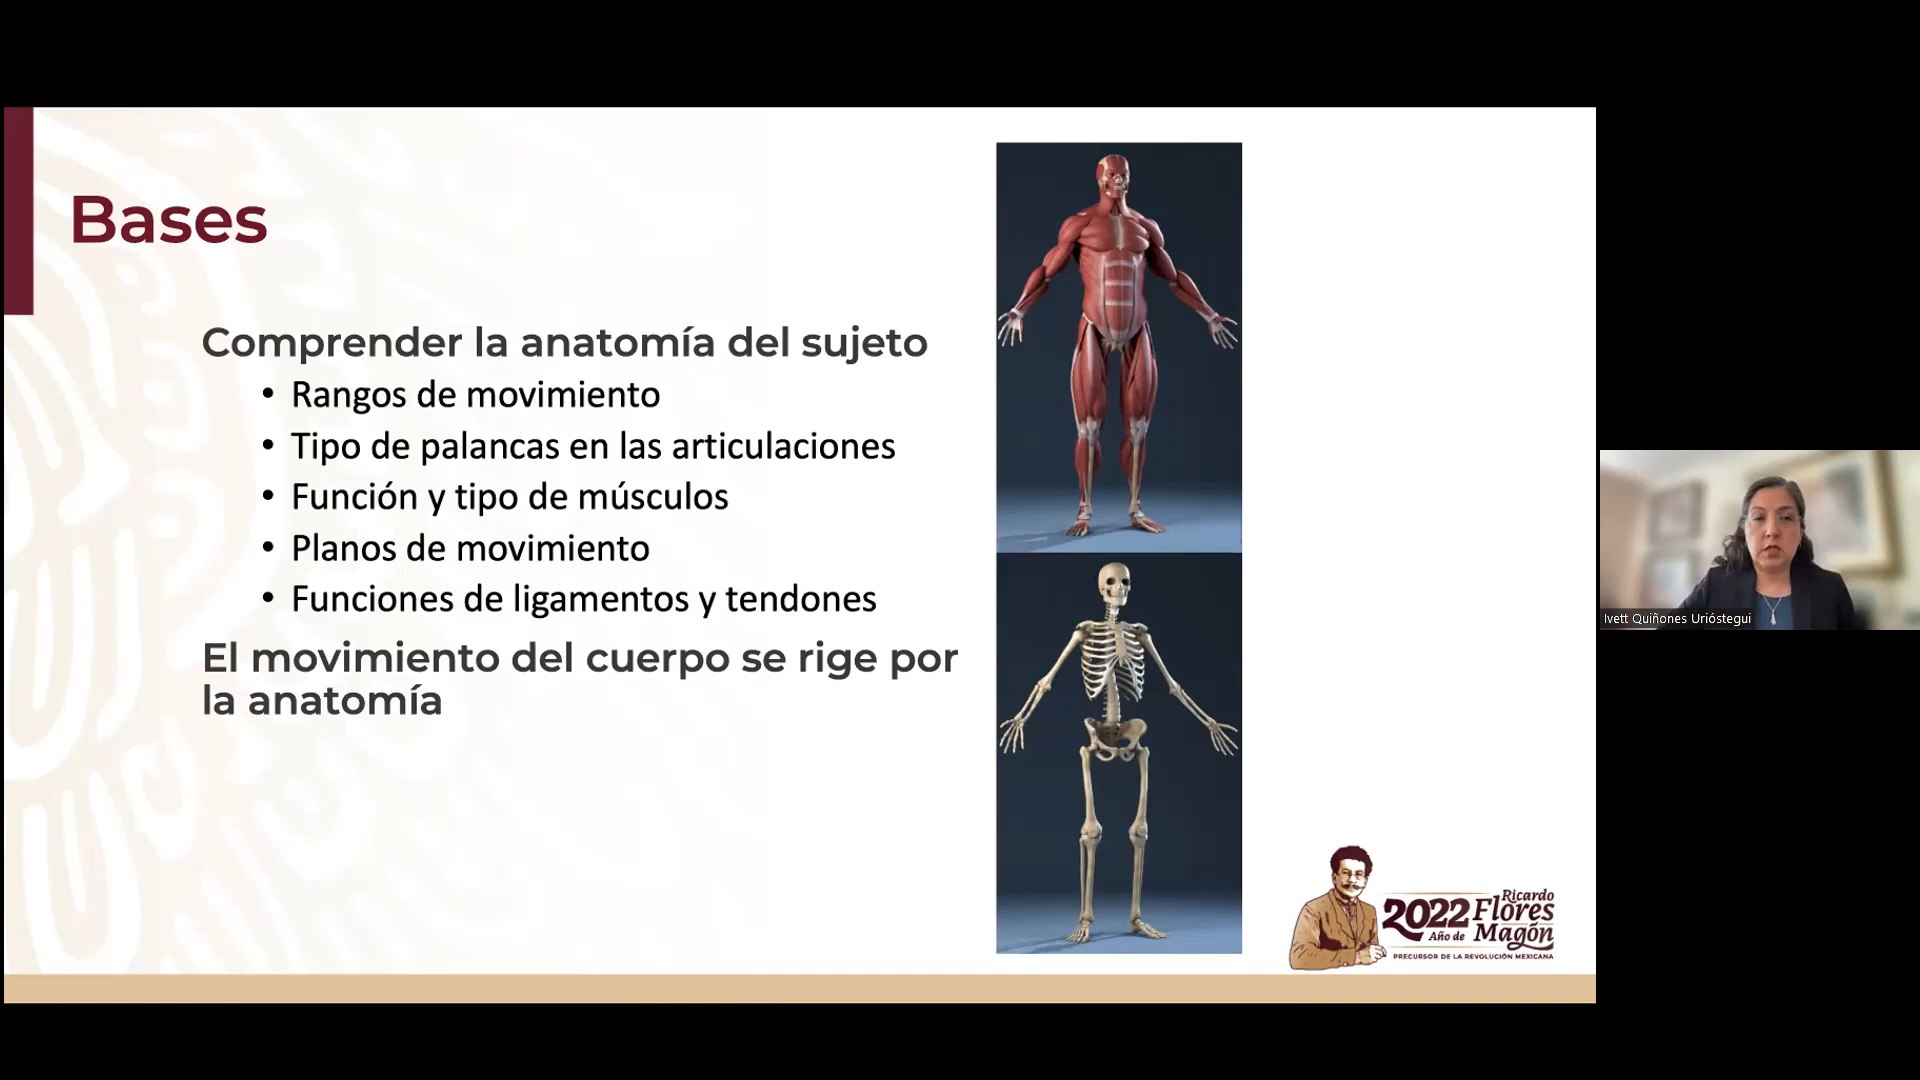 Bases
Comprender la anatomía del sujeto
• Rangos de movimiento
• Tipo de palancas en las articulaciones
• Función y tipo de músculos
• Planos de movimiento
• Funciones de ligamentos y tendones
El movimiento del cuerpo se rige por
la anatomía
Ivett Quiñones Urióstegui
2022 Ricardo
Flores
Año de Magón
PRECURSOR DE LA REVOLUCIÓN MEXICANA